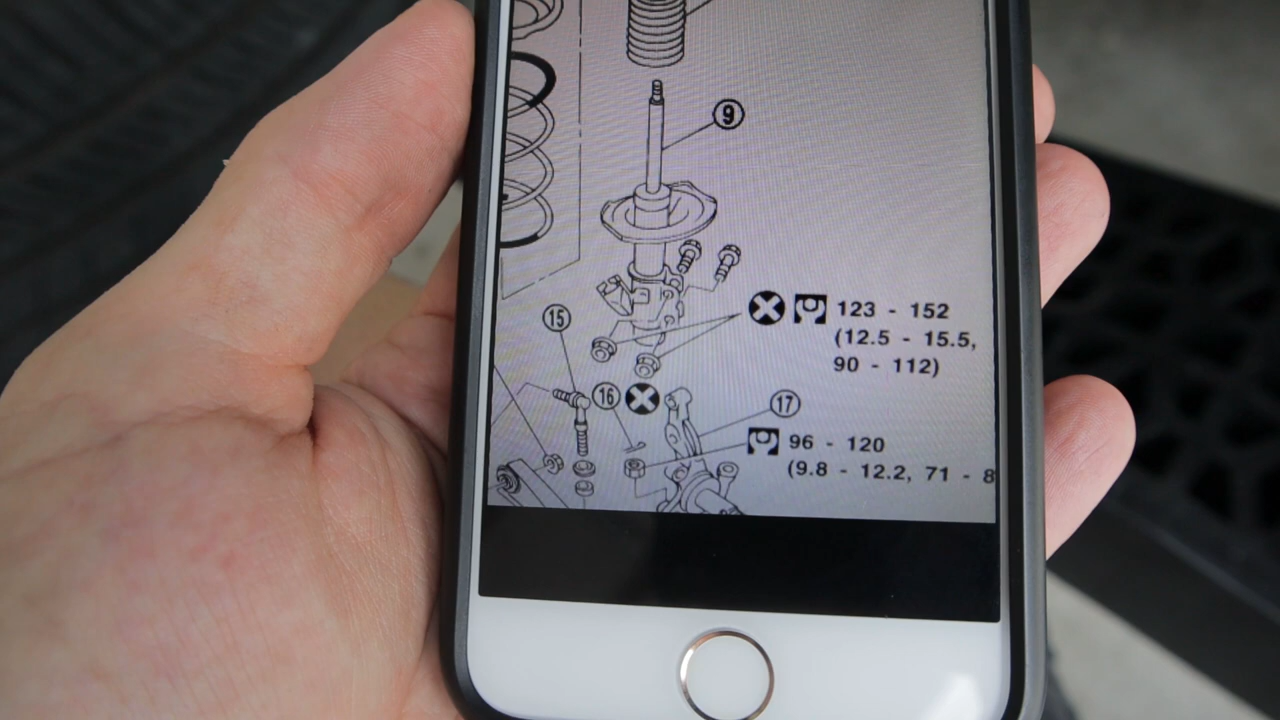 9
123 - 152
(12.5 - 15.5,
90 - 112)
15
16
17
96 - 120
(9.8 - 12.2, 71 - 8